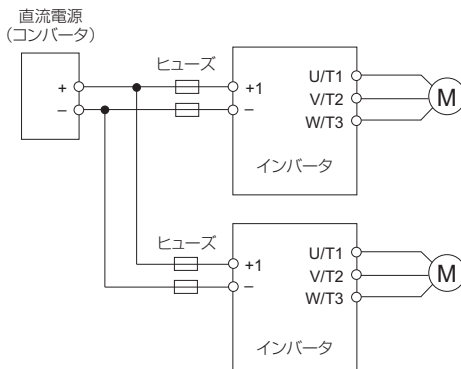 直流電源
(コンバータ)
+
−
ヒューズ
+1
−
U/T1
V/T2
W/T3
M
インバータ
ヒューズ
+1
−
U/T1
V/T2
W/T3
M
インバータ